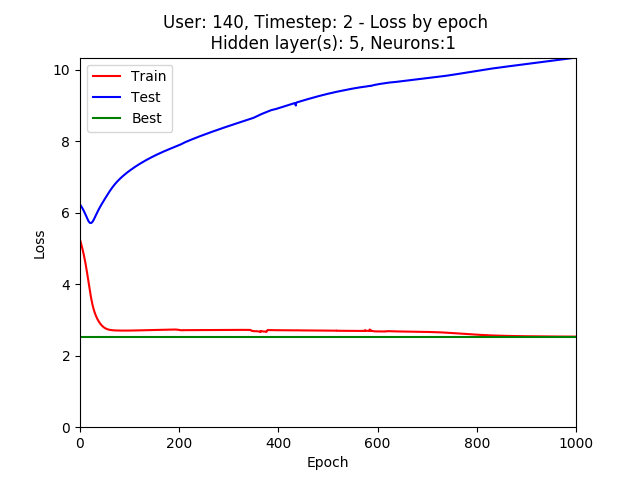 User: 140, Timestep: 2 - Loss by epoch
Hidden layer(s): 5, Neurons:1
Train
Test
Best
10
8
6
4
2
0
Loss
0 200 400 600 800 1000
Epoch